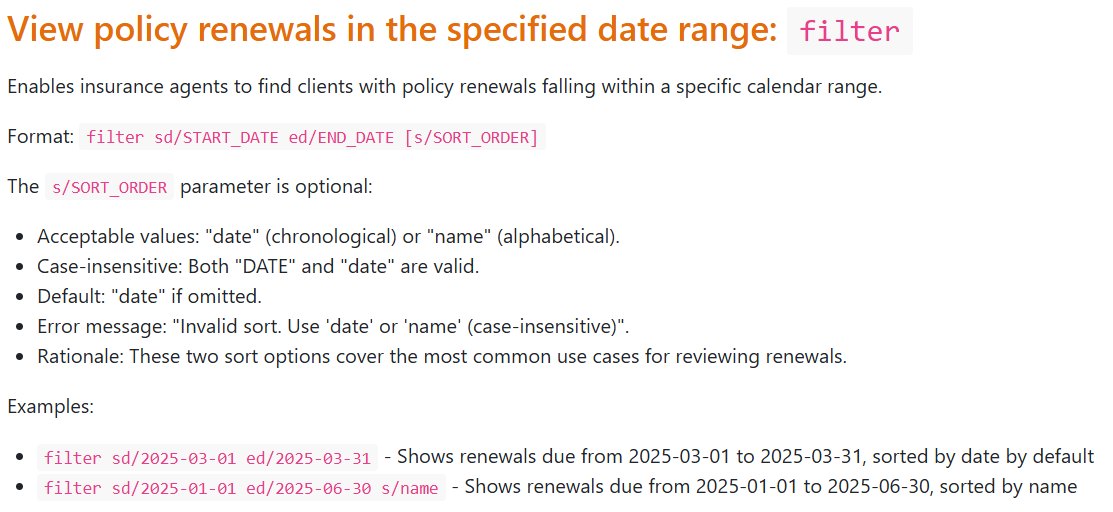 View policy renewals in the specified date range: filter
Enables insurance agents to find clients with policy renewals falling within a specific calendar range.
Format: filter sd/START_DATE ed/END_DATE [s/SORT_ORDER]
The s/SORT_ORDER parameter is optional:
• Acceptable values: "date" (chronological) or "name" (alphabetical).
• Case-insensitive: Both "DATE" and "date" are valid.
• Default: "date" if omitted.
• Error message: "Invalid sort. Use 'date' or 'name' (case-insensitive)".
• Rationale: These two sort options cover the most common use cases for reviewing renewals.
Examples:
• filter sd/2025-03-01 ed/2025-03-31 - Shows renewals due from 2025-03-01 to 2025-03-31, sorted by date by default
• filter sd/2025-01-01 ed/2025-06-30 s/name - Shows renewals due from 2025-01-01 to 2025-06-30, sorted by name